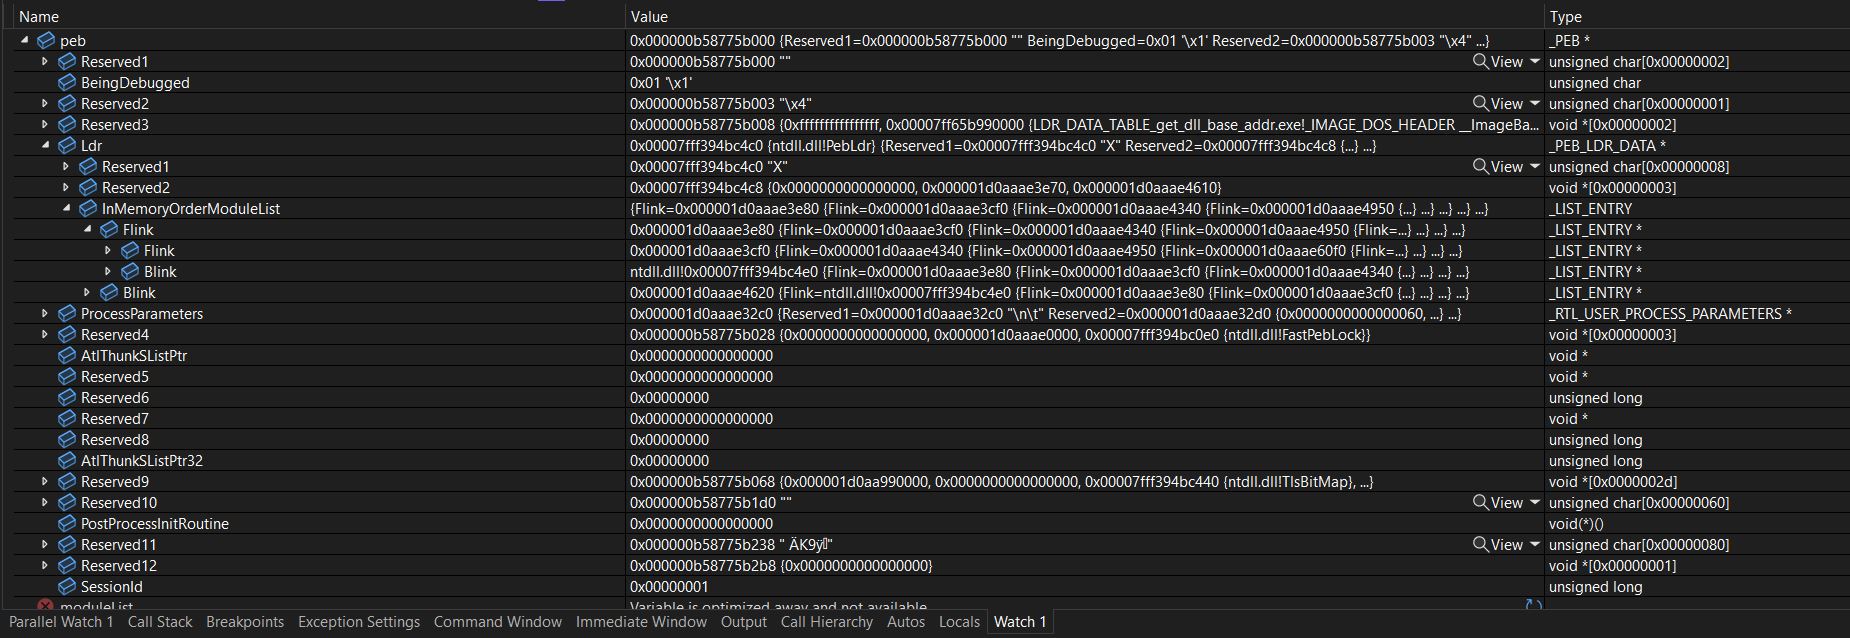 Name Value Type
peb 0x000000b58775b000 {Reserved1=0x000000b58775b000 "" BeingDebugged=0x01 '\x1' Reserved2=0x000000b58775b003 "\x4" ...} _PEB *
Reserved1 0x000000b58775b000 "" View unsigned char[0x00000002]
BeingDebugged 0x01 '\x1' unsigned char
Reserved2 0x000000b58775b003 "\x4" View unsigned char[0x00000001]
Reserved3 0x000000b58775b008 {0xffffffffffffffff, 0x00007ff65b990000 {LDR_DATA_TABLE_get_dll_base_addr.exe!_IMAGE_DOS_HEADER __ImageBa... void *[0x00000002]
Ldr 0x00007fff394bc4c0 {ntdll.dll!PebLdr} {Reserved1=0x00007fff394bc4c0 "X" Reserved2=0x00007fff394bc4c8 {...} ...} _PEB_LDR_DATA *
Reserved1 0x00007fff394bc4c0 "X" View unsigned char[0x00000008]
Reserved2 0x00007fff394bc4c8 {0x0000000000000000, 0x000001d0aaae3e70, 0x000001d0aaae4610} void *[0x00000003]
InMemoryOrderModuleList {Flink=0x000001d0aaae3e80 {Flink=0x000001d0aaae3cf0 {Flink=0x000001d0aaae4340 {Flink=0x000001d0aaae4950 {...} ...} ...} ...} ...} _LIST_ENTRY
Flink 0x000001d0aaae3e80 {Flink=0x000001d0aaae3cf0 {Flink=0x000001d0aaae4340 {Flink=0x000001d0aaae4950 {Flink=...} ...} ...} ...} _LIST_ENTRY *
Flink 0x000001d0aaae3cf0 {Flink=0x000001d0aaae4340 {Flink=0x000001d0aaae4950 {Flink=0x000001d0aaae60f0 {Flink=...} ...} ...} ...} _LIST_ENTRY *
Blink ntdll.dll!0x00007fff394bc4e0 {Flink=0x000001d0aaae3e80 {Flink=0x000001d0aaae3cf0 {Flink=0x000001d0aaae4340 {...} ...} ...} ...} _LIST_ENTRY *
Blink 0x000001d0aaae4620 {Flink=ntdll.dll!0x00007fff394bc4e0 {Flink=0x000001d0aaae3e80 {Flink=0x000001d0aaae3cf0 {...} ...} ...} ...} _LIST_ENTRY *
ProcessParameters 0x000001d0aaae32c0 {Reserved1=0x000001d0aaae32c0 "\n\t" Reserved2=0x000001d0aaae32d0 {0x0000000000000060, ...} ...} _RTL_USER_PROCESS_PARAMETERS *
Reserved4 0x000000b58775b028 {0x0000000000000000, 0x000001d0aaae0000, 0x00007fff394bc0e0 {ntdll.dll!FastPebLock}} void *[0x00000003]
AtlThunkSListPtr 0x0000000000000000 void *
Reserved5 0x0000000000000000 void *
Reserved6 0x00000000 unsigned long
Reserved7 0x0000000000000000 void *
Reserved8 0x00000000 unsigned long
AtlThunkSListPtr32 0x00000000 unsigned long
Reserved9 0x000000b58775b068 {0x000001d0aa990000, 0x0000000000000000, 0x00007fff394bc440 {ntdll.dll!TlsBitMap}, ...} void *[0x0000002d]
Reserved10 0x000000b58775b1d0 "" View unsigned char[0x00000060]
PostProcessInitRoutine 0x0000000000000000 void(*)()
Reserved11 0x000000b58775b238 " ÄK9ÿ" View unsigned char[0x00000080]
Reserved12 0x000000b58775b2b8 {0x0000000000000000} void *[0x00000001]
SessionId 0x00000001 unsigned long
moduleList Variable is optimized away and not available.
Parallel Watch 1 Call Stack Breakpoints Exception Settings Command Window Immediate Window Output Call Hierarchy Autos Locals Watch 1